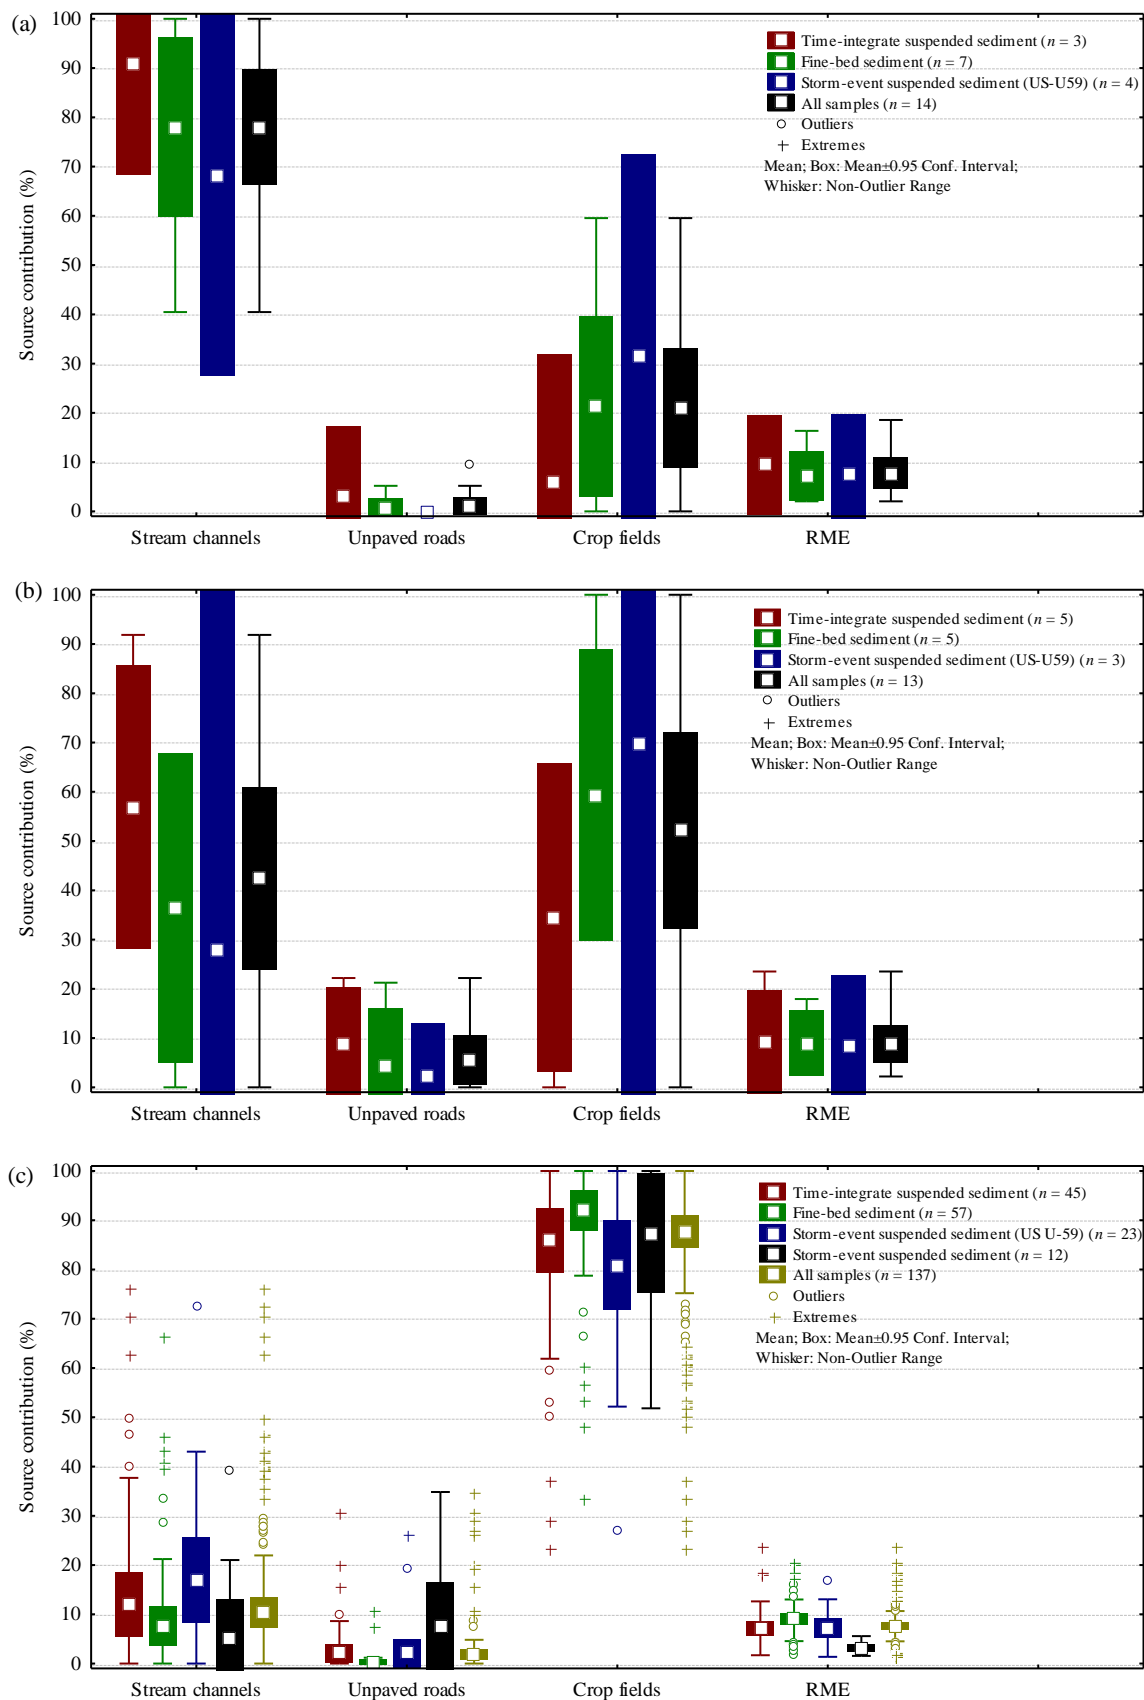 (a)
100
90
80
70
60
50
40
30
20
10
0
Source contribution (%)
Time-integrate suspended sediment (n = 3)
Fine-bed sediment (n = 7)
Storm-event suspended sediment (US-U59) (n = 4)
All samples (n = 14)
Outliers
Extremes
Mean; Box: Mean±0.95 Conf. Interval;
Whisker: Non-Outlier Range
Stream channels Unpaved roads Crop fields RME
(b)
100
90
80
70
60
50
40
30
20
10
0
Source contribution (%)
Time-integrate suspended sediment (n = 5)
Fine-bed sediment (n = 5)
Storm-event suspended sediment (US-U59) (n = 3)
All samples (n = 13)
Outliers
Extremes
Mean; Box: Mean±0.95 Conf. Interval;
Whisker: Non-Outlier Range
Stream channels Unpaved roads Crop fields RME
(c)
100
90
80
70
60
50
40
30
20
10
0
Source contribution (%)
Time-integrate suspended sediment (n = 45)
Fine-bed sediment (n = 57)
Storm-event suspended sediment (US U-59) (n = 23)
Storm-event suspended sediment (n = 12)
All samples (n = 137)
Outliers
Extremes
Mean; Box: Mean±0.95 Conf. Interval;
Whisker: Non-Outlier Range
Stream channels Unpaved roads Crop fields RME